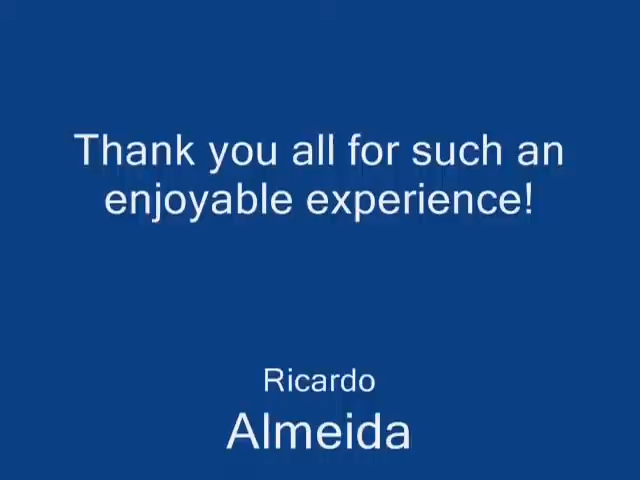 Thank you all for such an
enjoyable experience!
Ricardo
Almeida